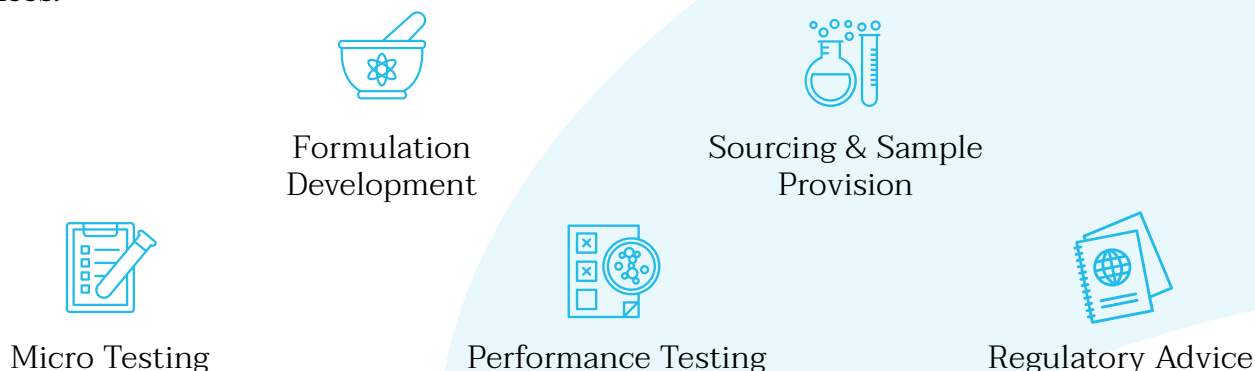 Formulation
Development
Sourcing & Sample
Provision
Micro Testing
Performance Testing
Regulatory Advice